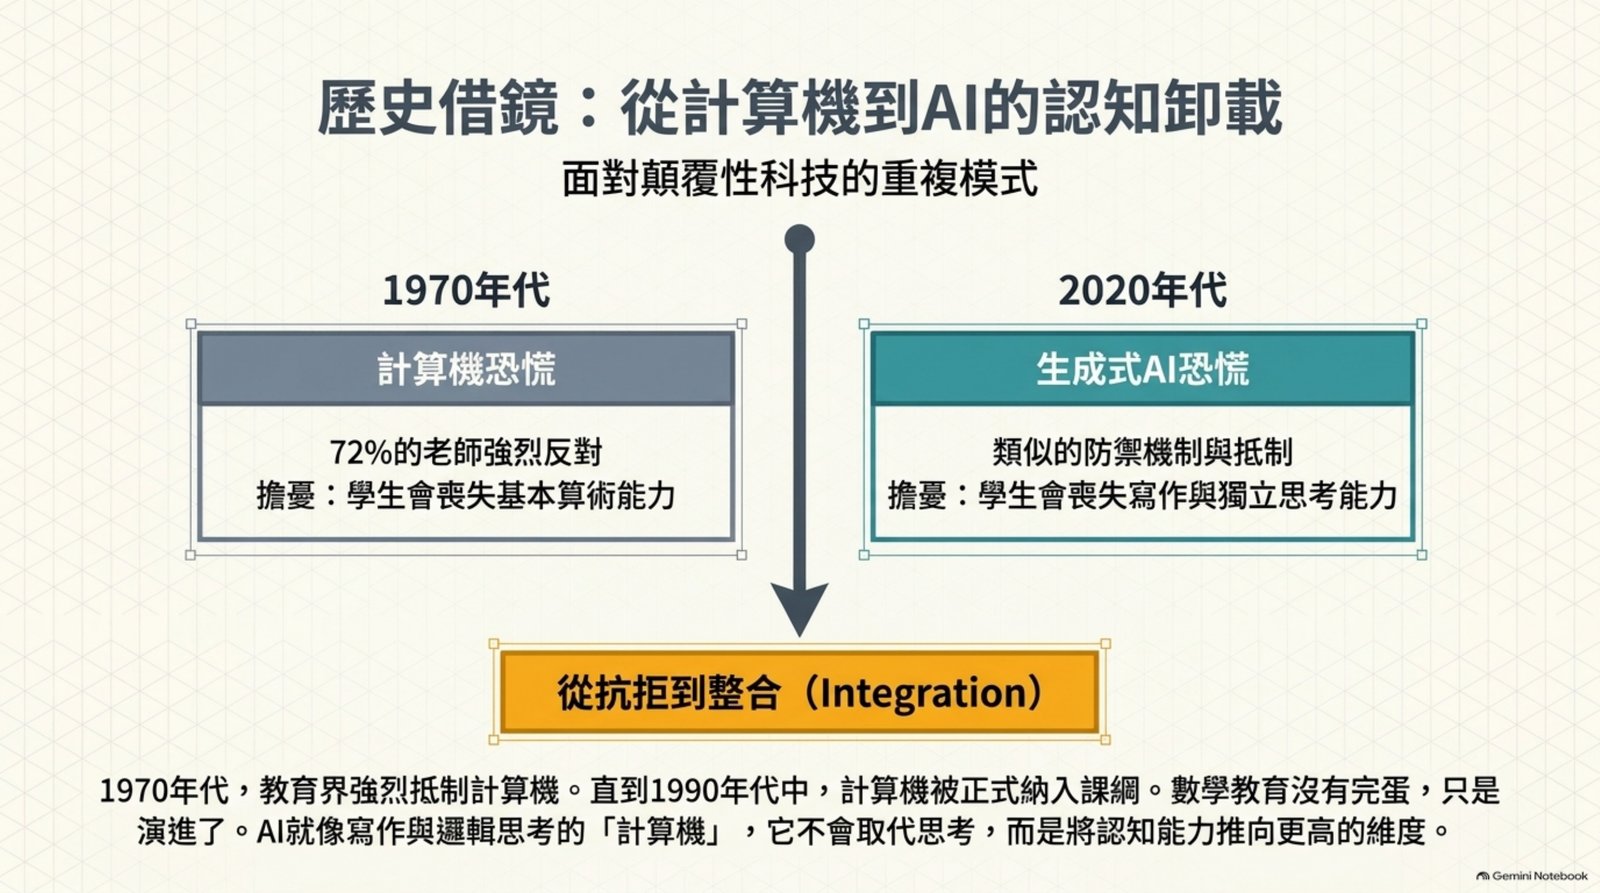 歷史借鏡：從計算機到AI的認知卸載
面對顛覆性科技的重複模式
1970年代
計算機恐慌
72%的老師強烈反對
擔憂：學生會喪失基本算術能力
2020年代
生成式AI恐慌
類似的防禦機制與抵制
擔憂：學生會喪失寫作與獨立思考能力
從抗拒到整合（Integration）
1970年代，教育界強烈抵制計算機。直到1990年代中，計算機被正式納入課綱。數學教育沒有完蛋，只是
演進了。AI就像寫作與邏輯思考的「計算機」，它不會取代思考，而是將認知能力推向更高的維度。
Gemini Notebook